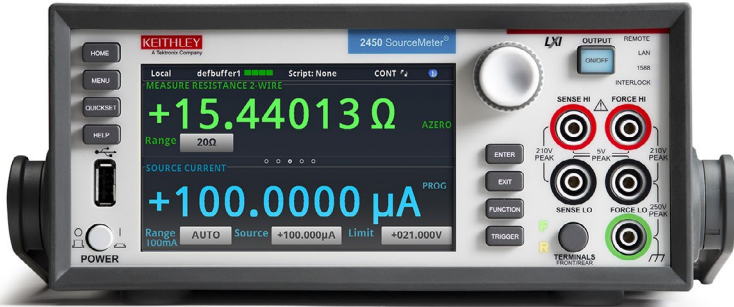 KEITHLEY
A Tektronix Company
2450 SourceMeter®
LXI
OUTPUT
ON/OFF
REMOTE
LAN
1588
INTERLOCK
HOME
MENU
QUICKSET
HELP
POWER
Local defbuffer1 Script: None CONT
MEASURE RESISTANCE 2-WIRE
+15.44013 Ω
AZERO
Range 20Ω
SOURCE CURRENT
+100.0000 µA
PROG
Range AUTO Source +100.000µA Limit +021.000V
100mA
ENTER
EXIT
FUNCTION
TRIGGER
SENSE HI FORCE HI
210V PEAK
5V PEAK
210V PEAK
SENSE LO FORCE LO
250V PEAK
F
R
TERMINALS
FRONT/REAR